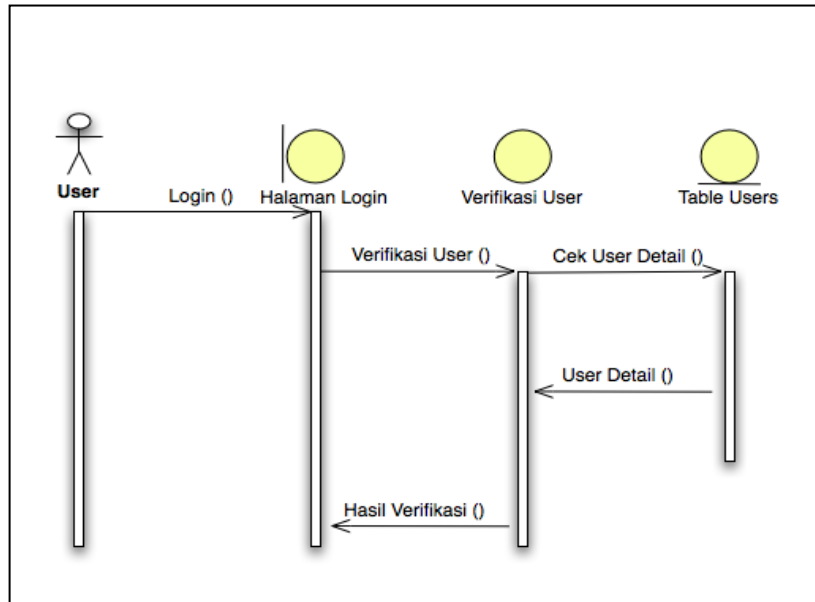 User
Halaman Login
Verifikasi User
Table Users
Login ()
Verifikasi User ()
Cek User Detail ()
User Detail ()
Hasil Verifikasi ()